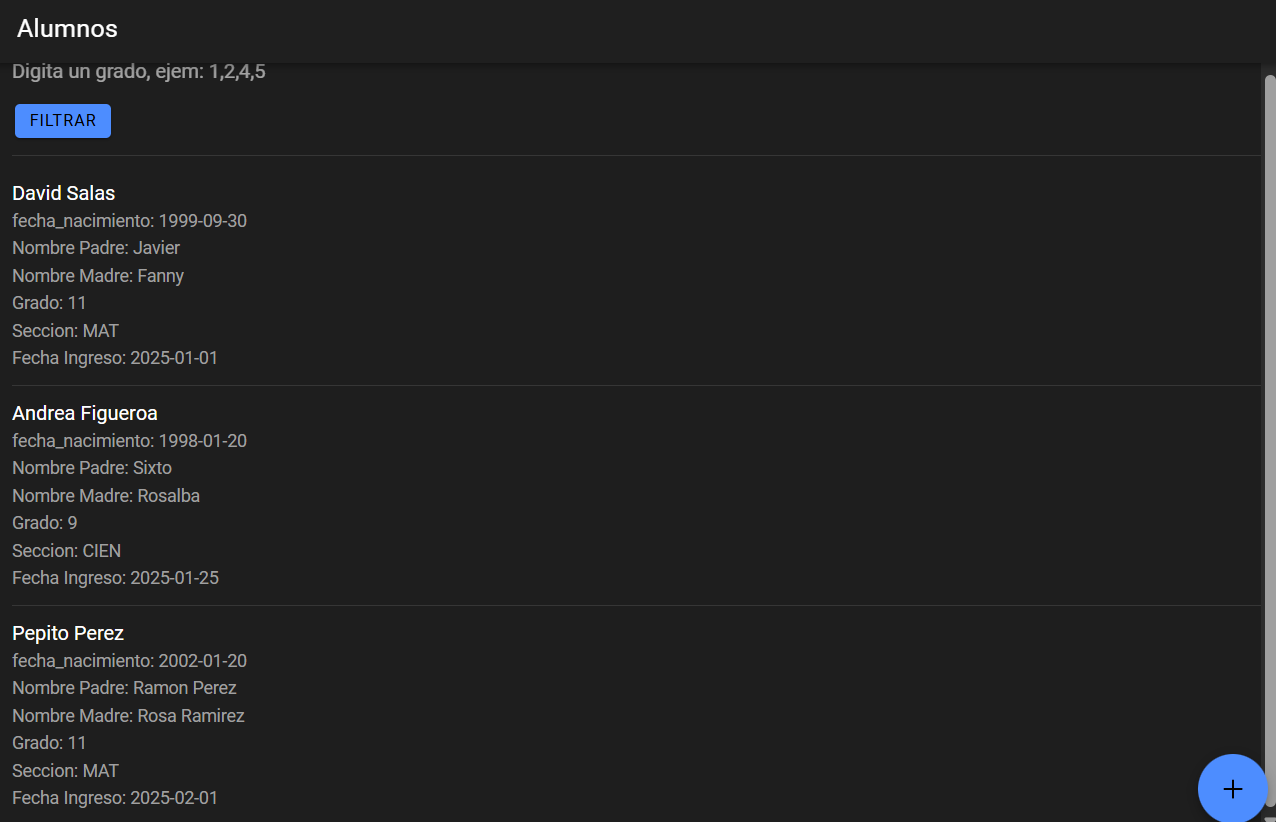 Alumnos
Digita un grado, ejem: 1,2,4,5
FILTRAR
David Salas
fecha_nacimiento: 1999-09-30
Nombre Padre: Javier
Nombre Madre: Fanny
Grado: 11
Seccion: MAT
Fecha Ingreso: 2025-01-01
Andrea Figueroa
fecha_nacimiento: 1998-01-20
Nombre Padre: Sixto
Nombre Madre: Rosalba
Grado: 9
Seccion: CIEN
Fecha Ingreso: 2025-01-25
Pepito Perez
fecha_nacimiento: 2002-01-20
Nombre Padre: Ramon Perez
Nombre Madre: Rosa Ramirez
Grado: 11
Seccion: MAT
Fecha Ingreso: 2025-02-01